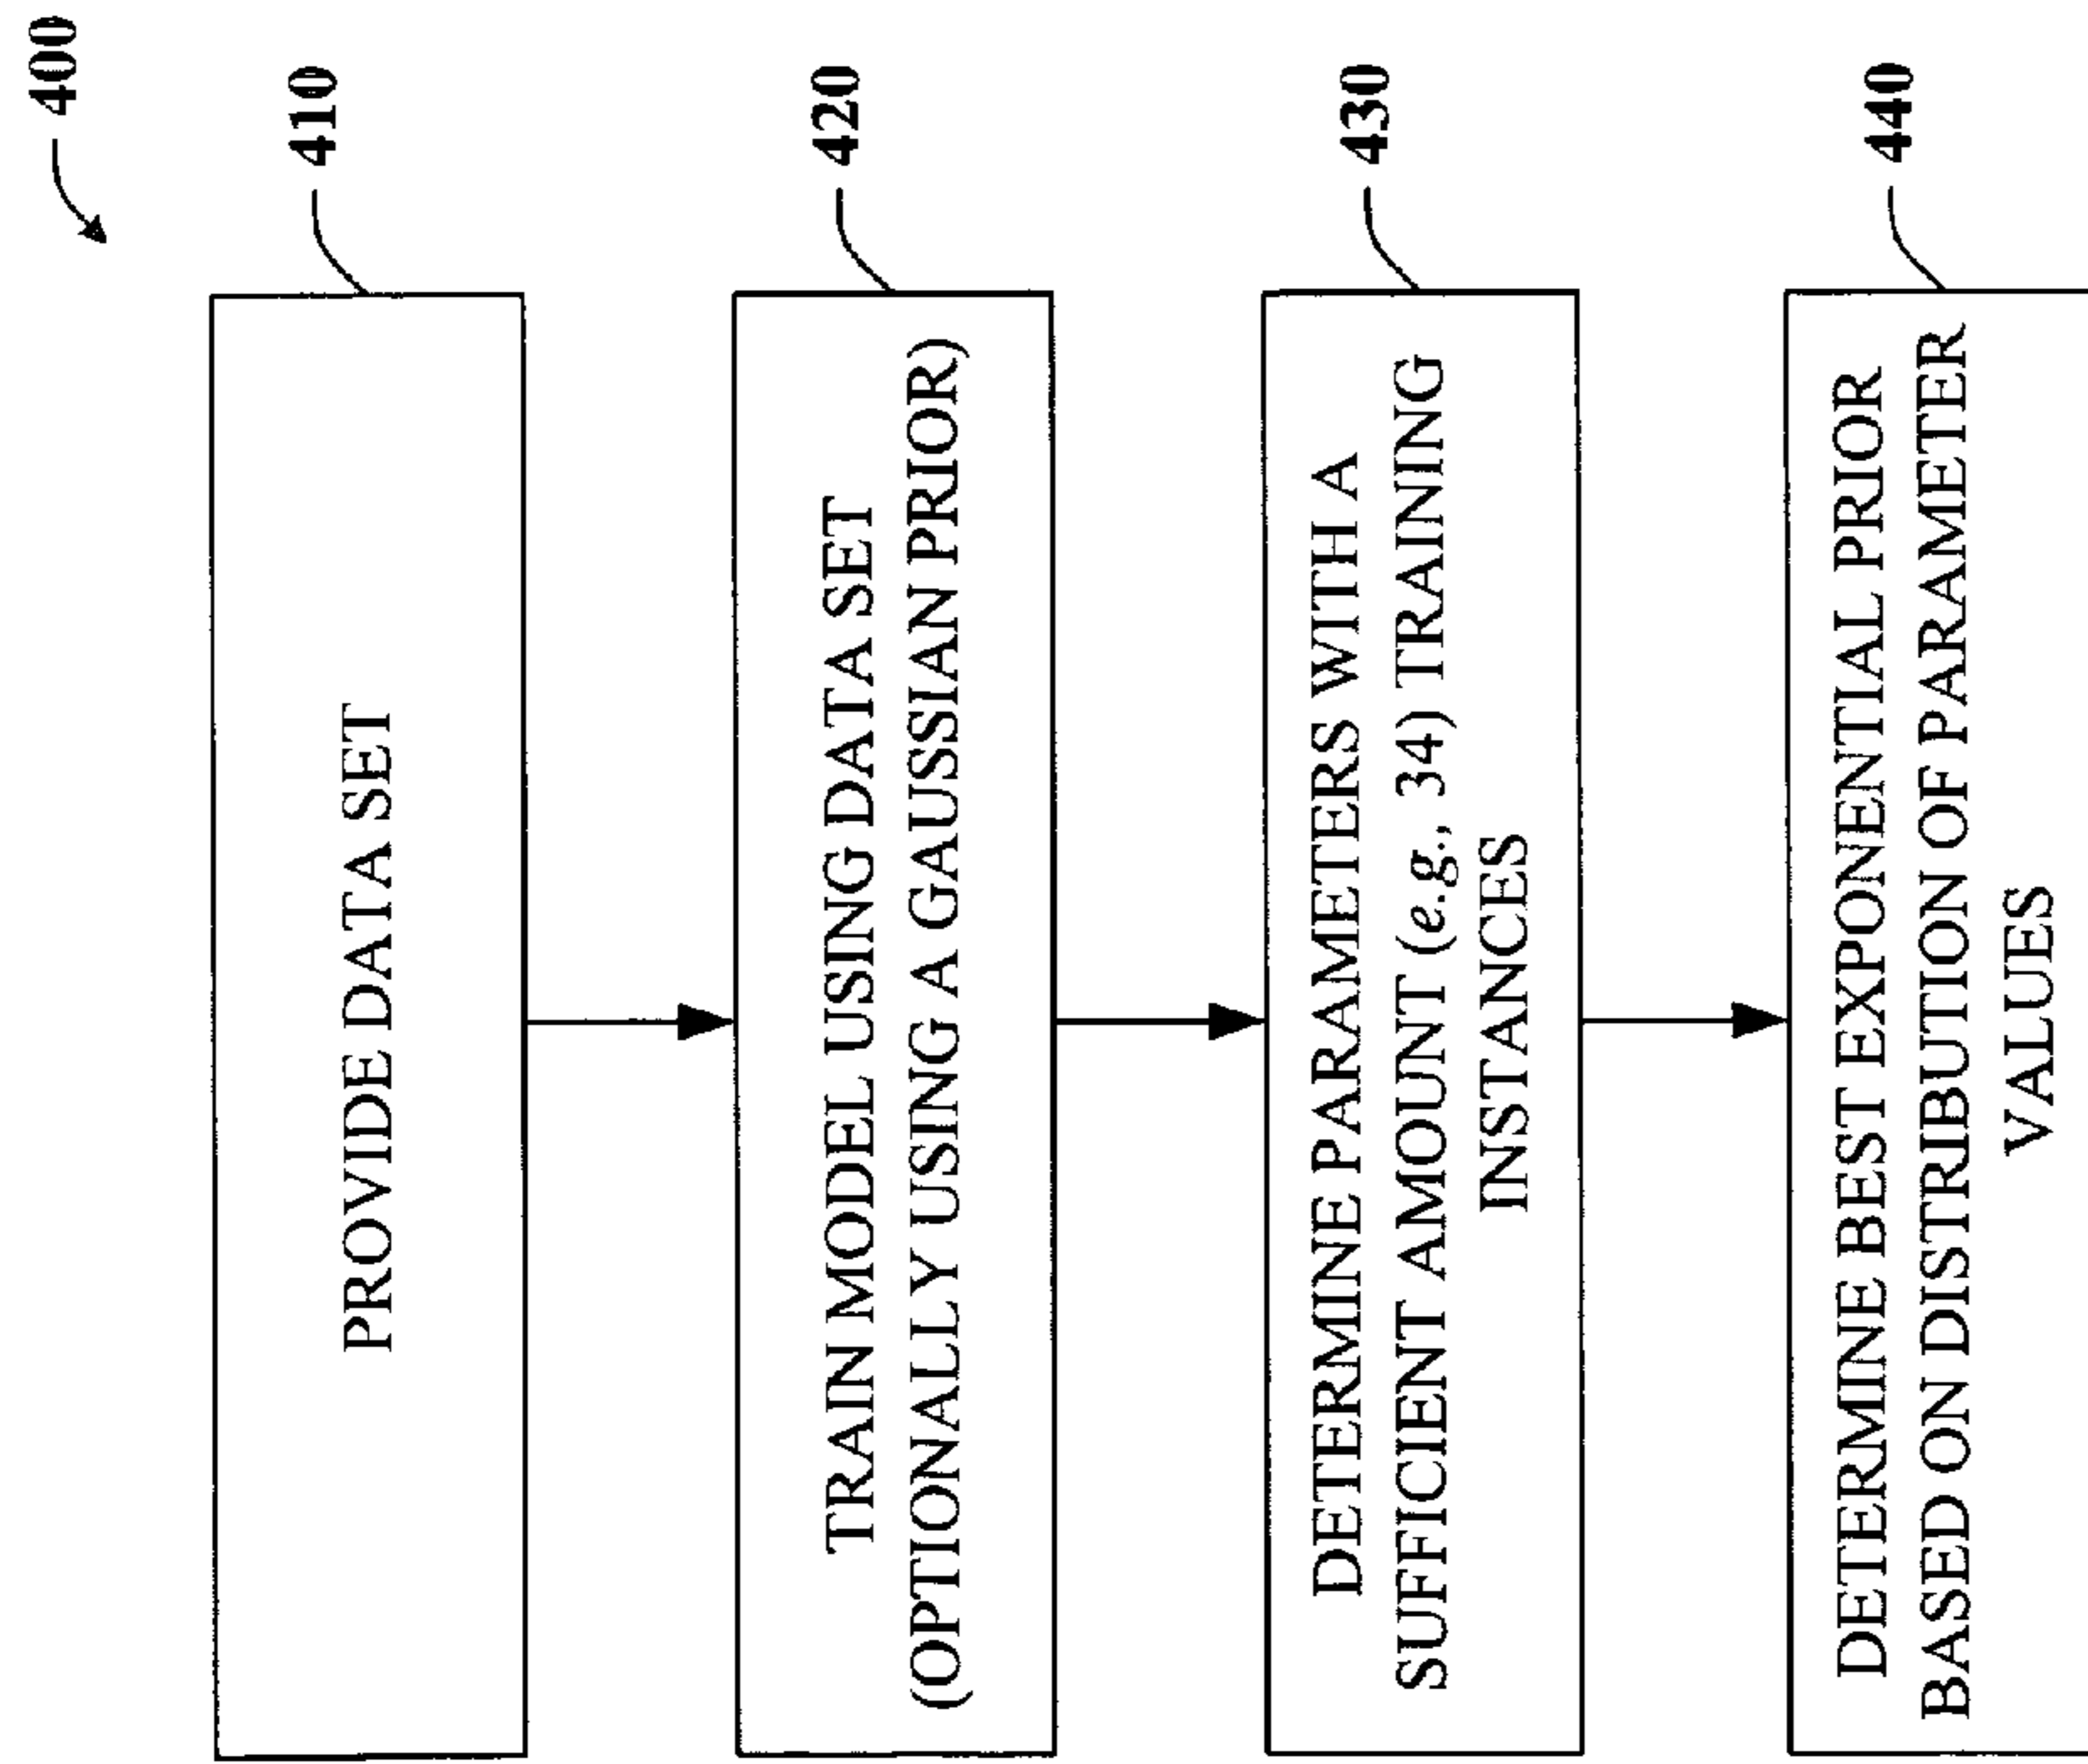 400
410
PROVIDE DATA SET
420
TRAIN MODEL USING DATA SET
(OPTIONALLY USING A GAUSSIAN PRIOR)
430
DETERMINE PARAMETERS WITH A
SUFFICIENT AMOUNT (e.g., 34) TRAINING
INSTANCES
440
DETERMINE BEST EXPONENTIAL PRIOR
BASED ON DISTRIBUTION OF PARAMETER
VALUES